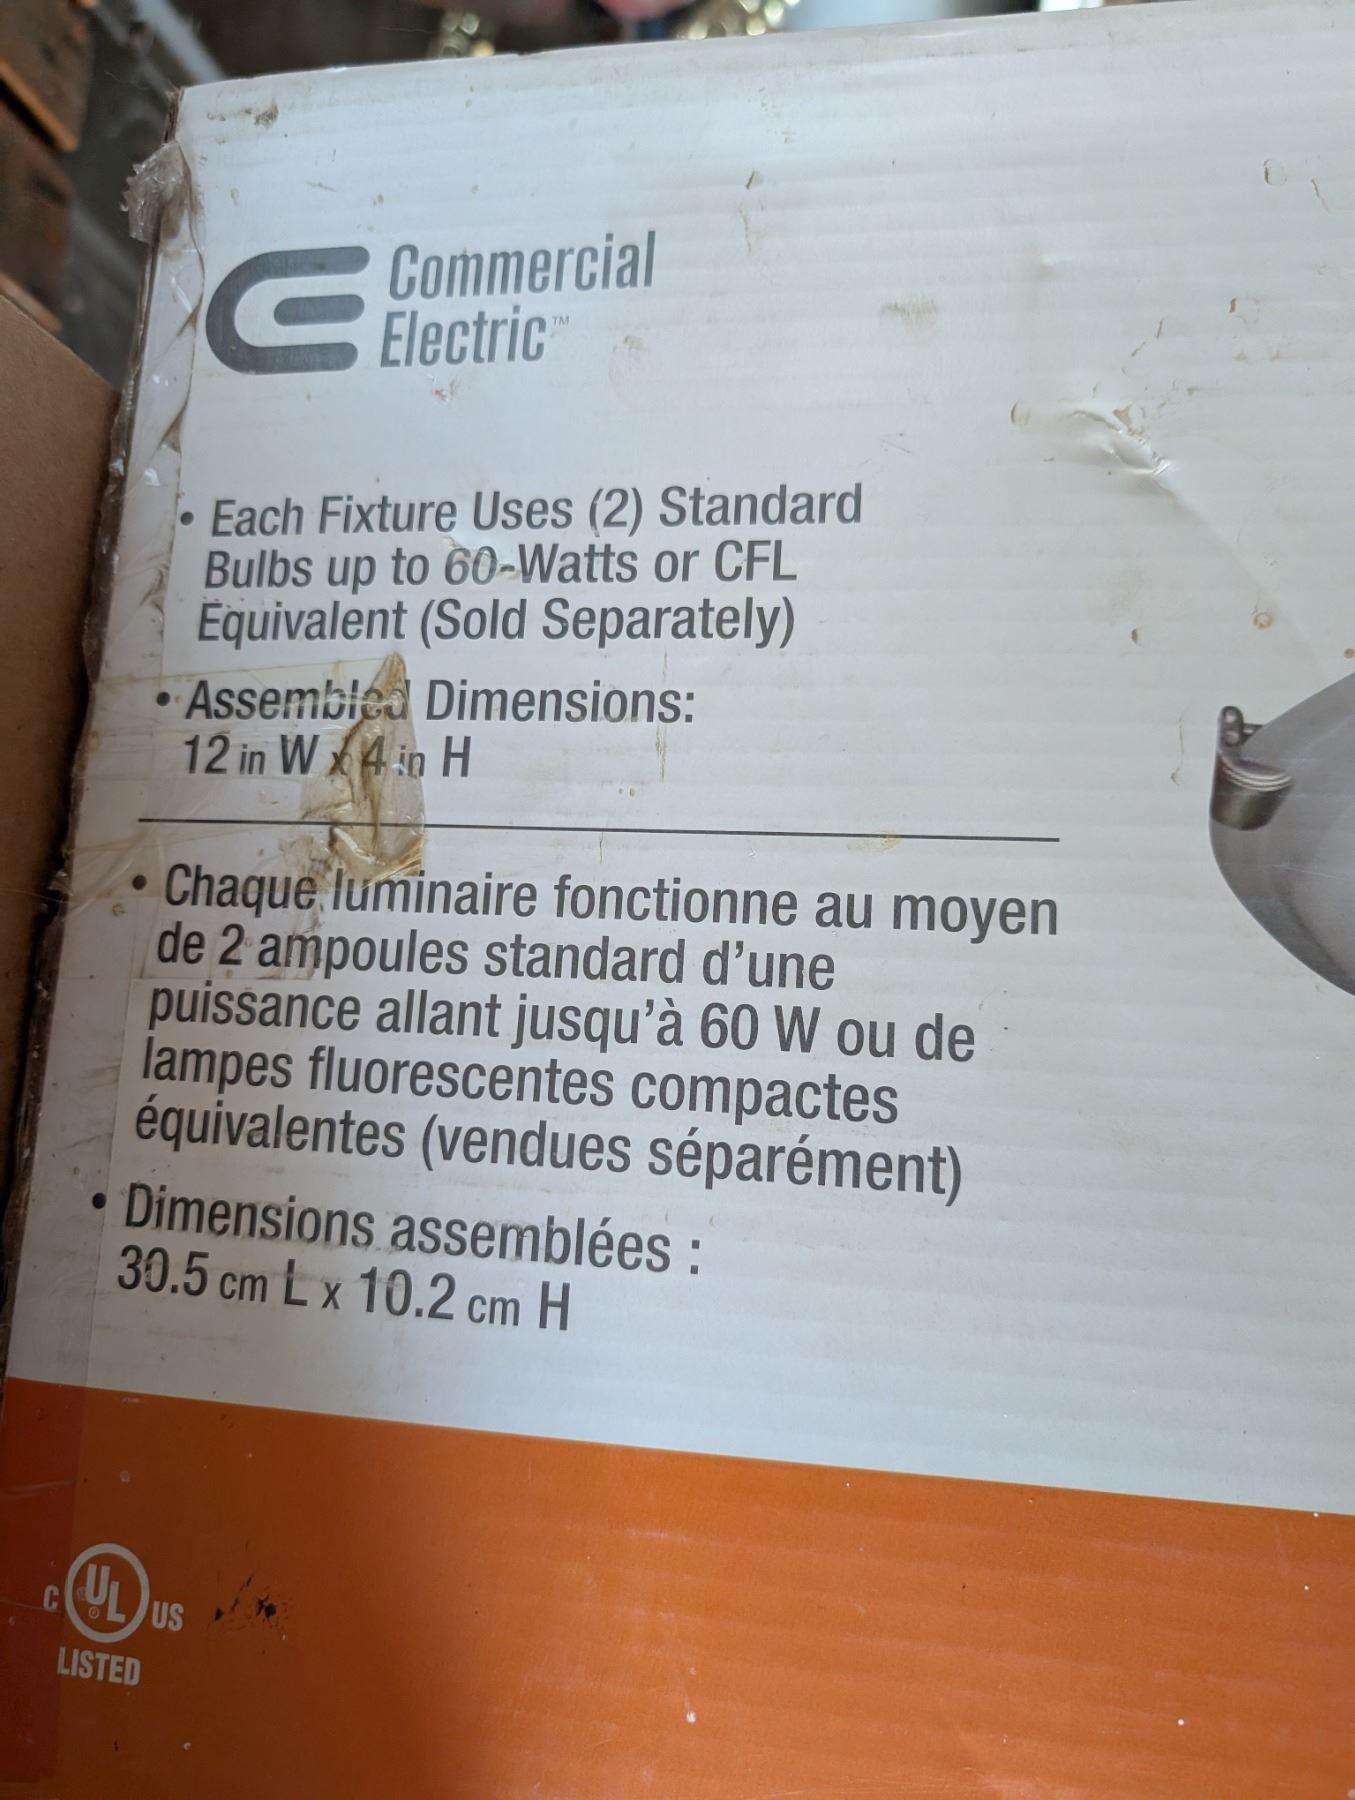 Commercial
Electric™
• Each Fixture Uses (2) Standard
Bulbs up to 60-Watts or CFL
Equivalent (Sold Separately)
• Assembled Dimensions:
12 in W x 4 in H
• Chaque luminaire fonctionne au moyen
de 2 ampoules standard d'une
puissance allant jusqu'à 60 W ou de
lampes fluorescentes compactes
équivalentes (vendues séparément)
• Dimensions assemblées :
30.5 cm L x 10.2 cm H
C UL US
LISTED